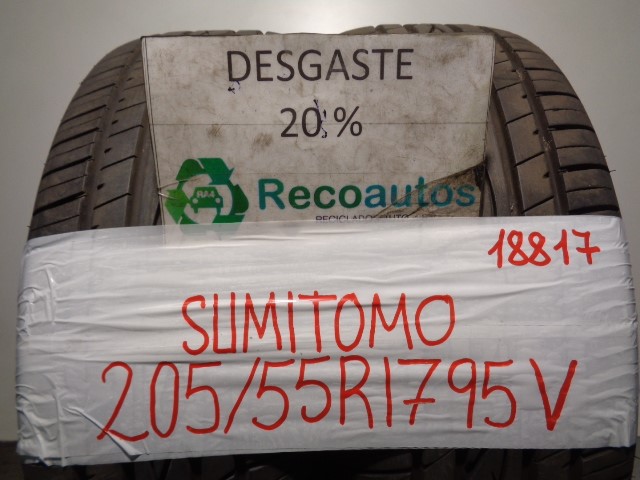 DESGASTE
20%
Recoautos
18817
SUMITOMO
205/55R1795V